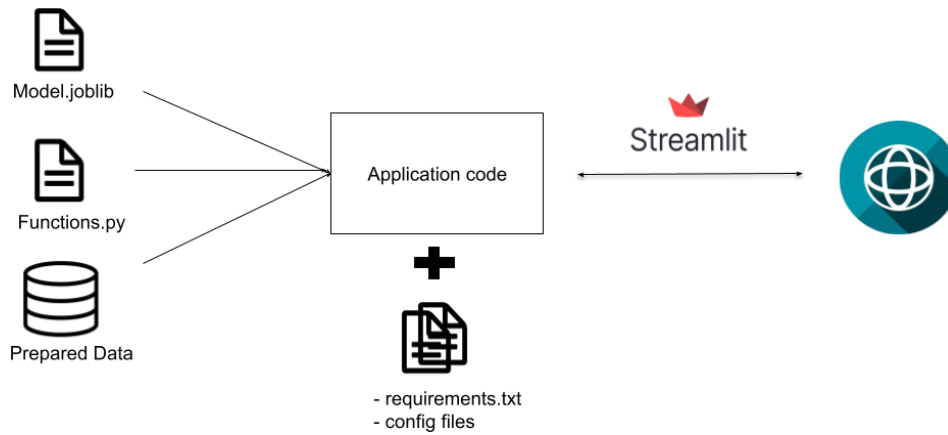 Model.joblib
Functions.py
Prepared Data
Application code
- requirements.txt
- config files
Streamlit